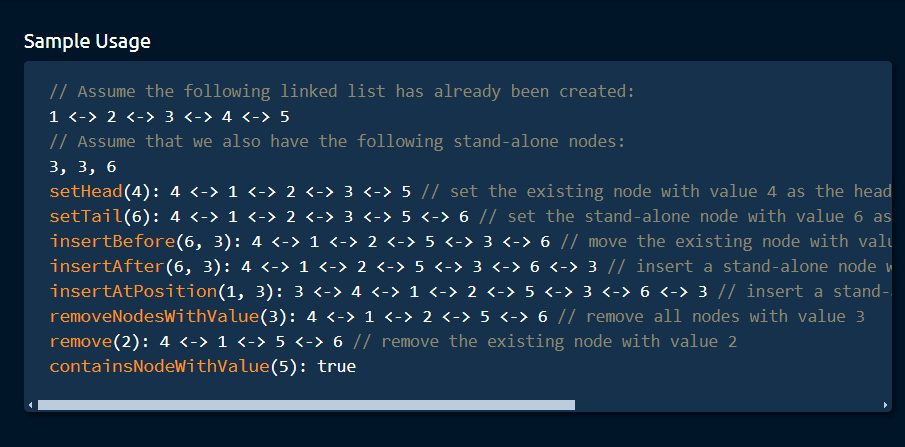 Sample Usage
// Assume the following linked list has already been created:
1 <-> 2 <-> 3 <-> 4 <-> 5
// Assume that we also have the following stand-alone nodes:
3, 3, 6
setHead(4): 4 <-> 1 <-> 2 <-> 3 <-> 5 // set the existing node with value 4 as the head
setTail(6): 4 <-> 1 <-> 2 <-> 3 <-> 5 <-> 6 // set the stand-alone node with value 6 as
insertBefore(6, 3): 4 <-> 1 <-> 2 <-> 5 <-> 3 <-> 6 // move the existing node with
insertAfter(6, 3): 4 <-> 1 <-> 2 <-> 5 <-> 3 <-> 6 <-> 3 // insert a stand-alone node
insertAtPosition(1, 3): 3 <-> 4 <-> 1 <-> 2 <-> 5 <-> 3 <-> 6 <-> 3 // insert a stand-
removeNodesWithValue(3): 4 <-> 1 <-> 2 <-> 5 <-> 6 // remove all nodes with value 3
remove(2): 4 <-> 1 <-> 5 <-> 6 // remove the existing node with value 2
containsNodeWithValue(5): true